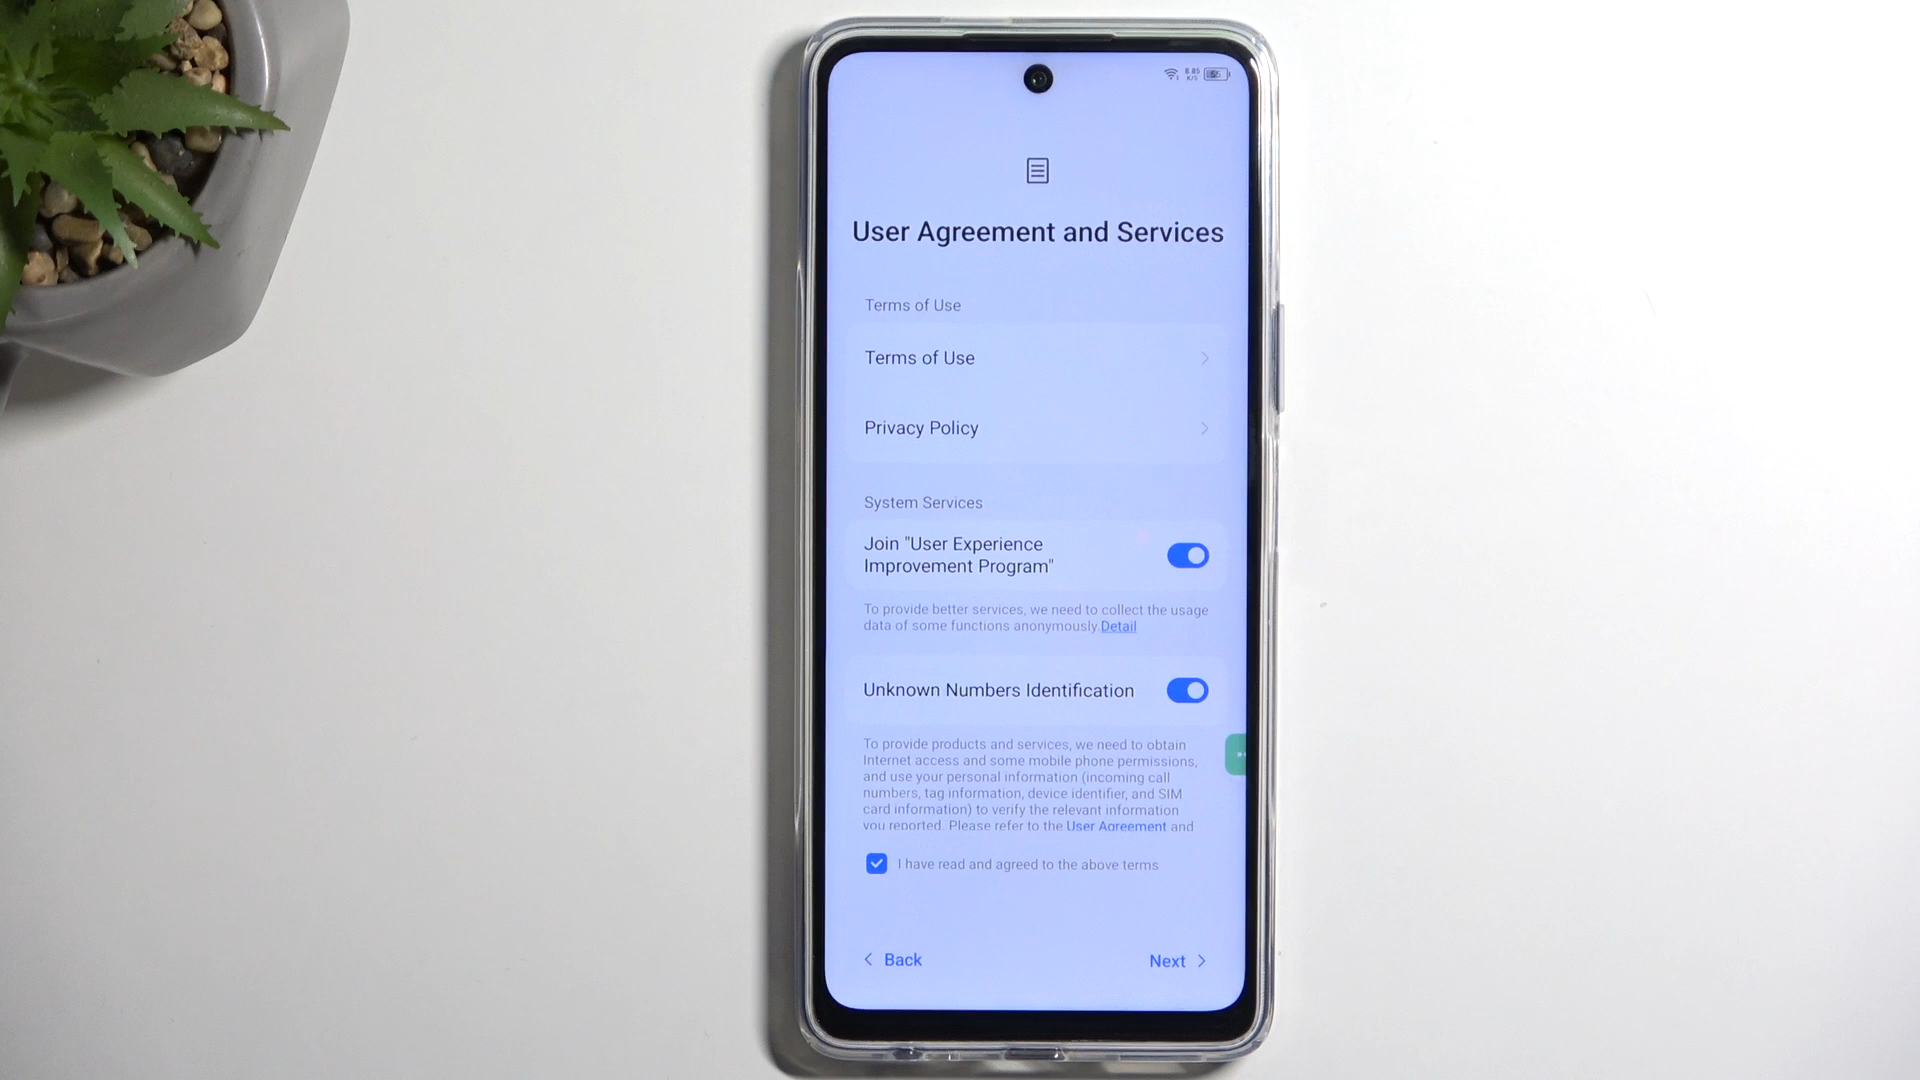 8.85
K/S
User Agreement and Services
Terms of Use
Terms of Use
Privacy Policy
System Services
Join "User Experience
Improvement Program"
To provide better services, we need to collect the usage
data of some functions anonymously.Detail
Unknown Numbers Identification
To provide products and services, we need to obtain
Internet access and some mobile phone permissions,
and use your personal information (incoming call
numbers, tag information, device identifier, and SIM
card information) to verify the relevant information
you reported. Please refer to the User Agreement and
I have read and agreed to the above terms
Back
Next